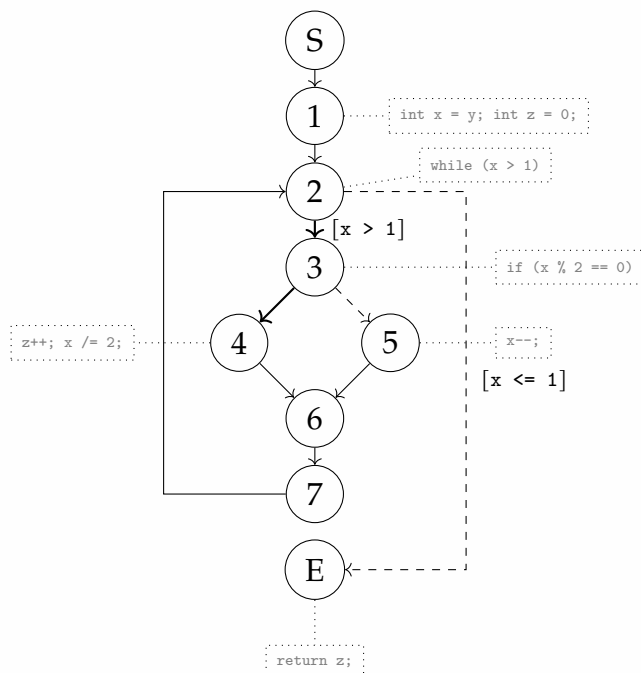 S
1
int x = y; int z = 0;
while (x > 1)
2
[x > 1]
3
if (x % 2 == 0)
z++; x /= 2;
4
5
x--;
[x <= 1]
6
7
E
return z;